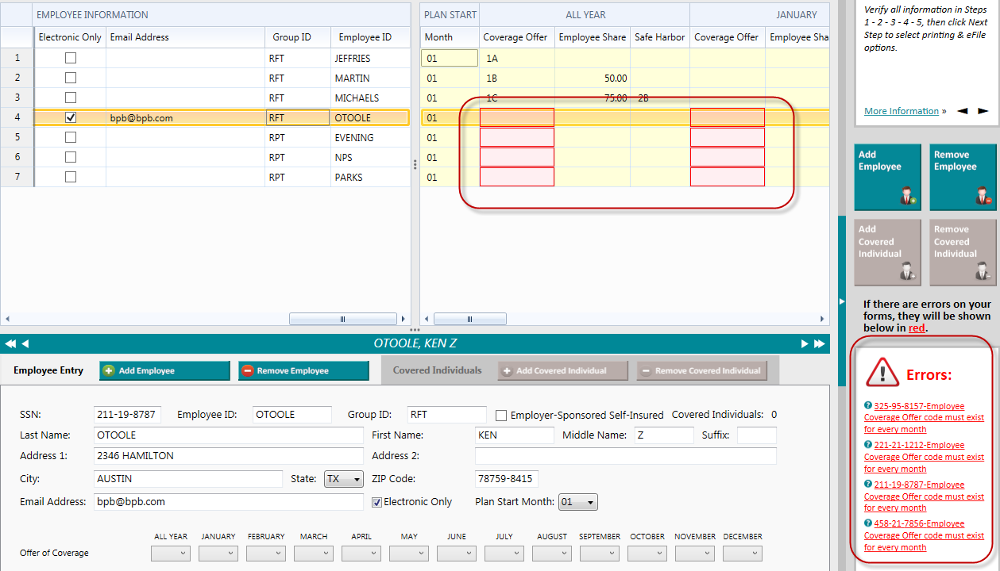 EMPLOYEE INFORMATION
Electronic Only Email Address Group ID Employee ID
1 RFT JEFFRIES
2 RFT MARTIN
3 RFT MICHAELS
4 bpb@bpb.com RFT OTOOLE
5 RPT EVENING
6 RPT NPS
7 RPT PARKS
PLAN START ALL YEAR JANUARY
Month Coverage Offer Employee Share Safe Harbor Coverage Offer Employee Sha
01 1A
01 1B 50.00
01 1C 75.00 2B
01
01
01
01
Verify all information in Steps
1 - 2 - 3 - 4 - 5, then click Next
Step to select printing & eFile
options.
More Information »
Add
Employee
Remove
Employee
Add
Covered
Individual
Remove
Covered
Individual
If there are errors on your
forms, they will be shown
below in red.
Errors:
325-95-8157-Employee
Coverage Offer code must exist
for every month
221-21-1212-Employee
Coverage Offer code must exist
for every month
211-19-8787-Employee
Coverage Offer code must exist
for every month
458-21-7856-Employee
Coverage Offer code must exist
for every month
OTOOLE, KEN Z
Employee Entry Add Employee Remove Employee Covered Individuals Add Covered Individual Remove Covered Individual
SSN: 211-19-8787 Employee ID: OTOOLE Group ID: RFT Employer-Sponsored Self-Insured Covered Individuals: 0
Last Name: OTOOLE First Name: KEN Middle Name: Z Suffix:
Address 1: 2346 HAMILTON Address 2:
City: AUSTIN State: TX ZIP Code: 78759-8415
Email Address: bpb@bpb.com Electronic Only Plan Start Month: 01
ALL YEAR JANUARY FEBRUARY MARCH APRIL MAY JUNE JULY AUGUST SEPTEMBER OCTOBER NOVEMBER DECEMBER
Offer of Coverage